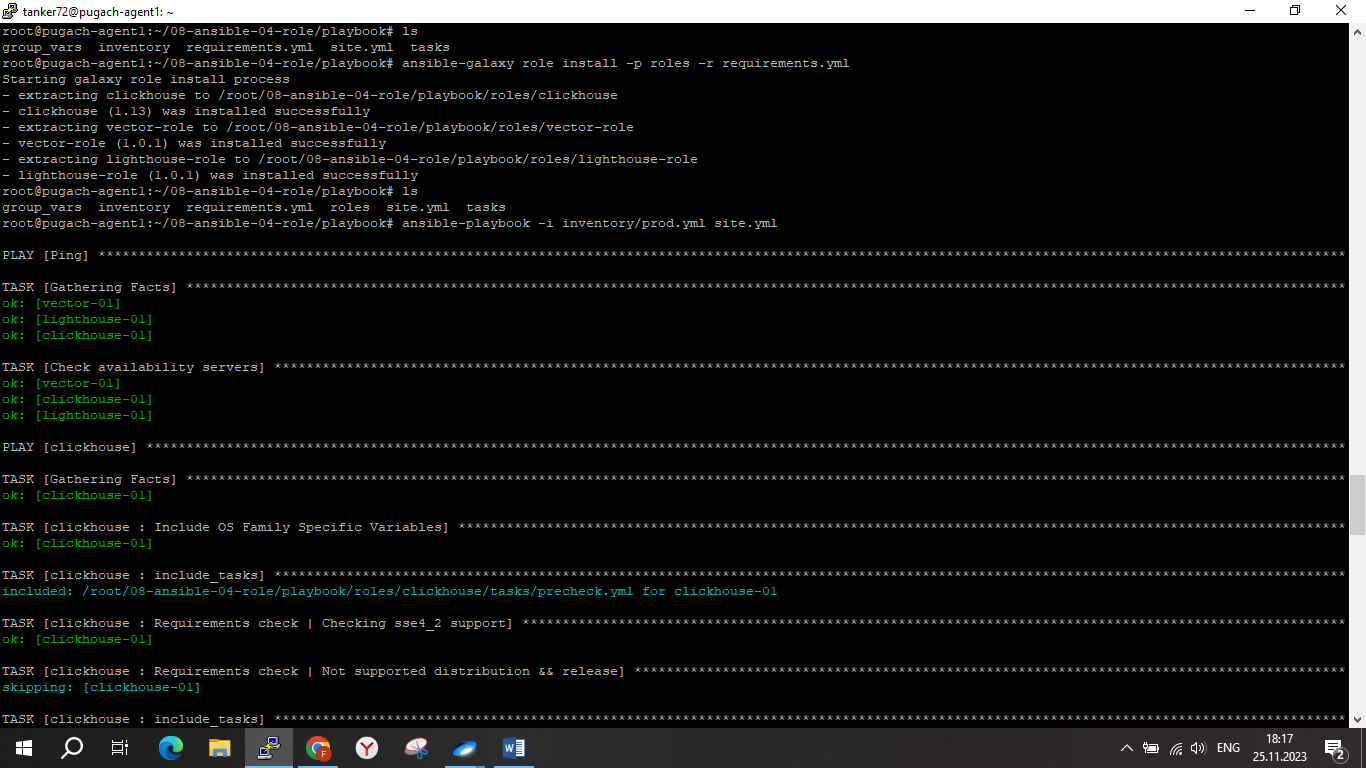 tanker72@pugach-agent1: ~
root@pugach-agent1:~/08-ansible-04-role/playbook# ls
group_vars  inventory  requirements.yml  site.yml  tasks
root@pugach-agent1:~/08-ansible-04-role/playbook# ansible-galaxy role install -p roles -r requirements.yml
Starting galaxy role install process
- extracting clickhouse to /root/08-ansible-04-role/playbook/roles/clickhouse
- clickhouse (1.13) was installed successfully
- extracting vector-role to /root/08-ansible-04-role/playbook/roles/vector-role
- vector-role (1.0.1) was installed successfully
- extracting lighthouse-role to /root/08-ansible-04-role/playbook/roles/lighthouse-role
- lighthouse-role (1.0.1) was installed successfully
root@pugach-agent1:~/08-ansible-04-role/playbook# ls
group_vars  inventory  requirements.yml  roles  site.yml  tasks
root@pugach-agent1:~/08-ansible-04-role/playbook# ansible-playbook -i inventory/prod.yml site.yml
PLAY [Ping] ************************************************************************************************************************************************************
TASK [Gathering Facts] *************************************************************************************************************************************************
ok: [vector-01]
ok: [lighthouse-01]
ok: [clickhouse-01]
TASK [Check availability servers] **************************************************************************************************************************************
ok: [vector-01]
ok: [clickhouse-01]
ok: [lighthouse-01]
PLAY [clickhouse] ******************************************************************************************************************************************************
TASK [Gathering Facts] *************************************************************************************************************************************************
ok: [clickhouse-01]
TASK [clickhouse : Include OS Family Specific Variables] ***************************************************************************************************************
ok: [clickhouse-01]
TASK [clickhouse : include_tasks] **************************************************************************************************************************************
included: /root/08-ansible-04-role/playbook/roles/clickhouse/tasks/precheck.yml for clickhouse-01
TASK [clickhouse : Requirements check | Checking sse4_2 support] *******************************************************************************************************
ok: [clickhouse-01]
TASK [clickhouse : Requirements check | Not supported distribution && release] *****************************************************************************************
skipping: [clickhouse-01]
TASK [clickhouse : include_tasks] **************************************************************************************************************************************
ENG
18:17
25.11.2023
2